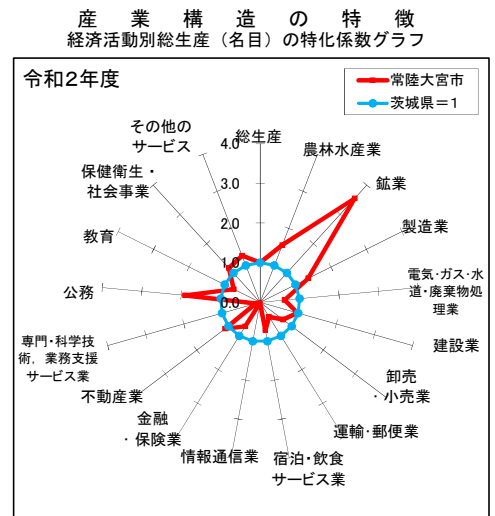 産業構造の特徴
経済活動別総生産（名目）の特化係数グラフ
令和2年度
常陸大宮市
茨城県＝1
総生産
農林水産業
鉱業
製造業
電気･ガス･水
道･廃棄物処
理業
建設業
卸売
･小売業
運輸･郵便業
宿泊･飲食
サービス業
情報通信業
金融
･保険業
不動産業
専門･科学技
術，業務支援
サービス業
公務
教育
保健衛生・
社会事業
その他の
サービス
4.0
3.0
2.0
1.0
0.0